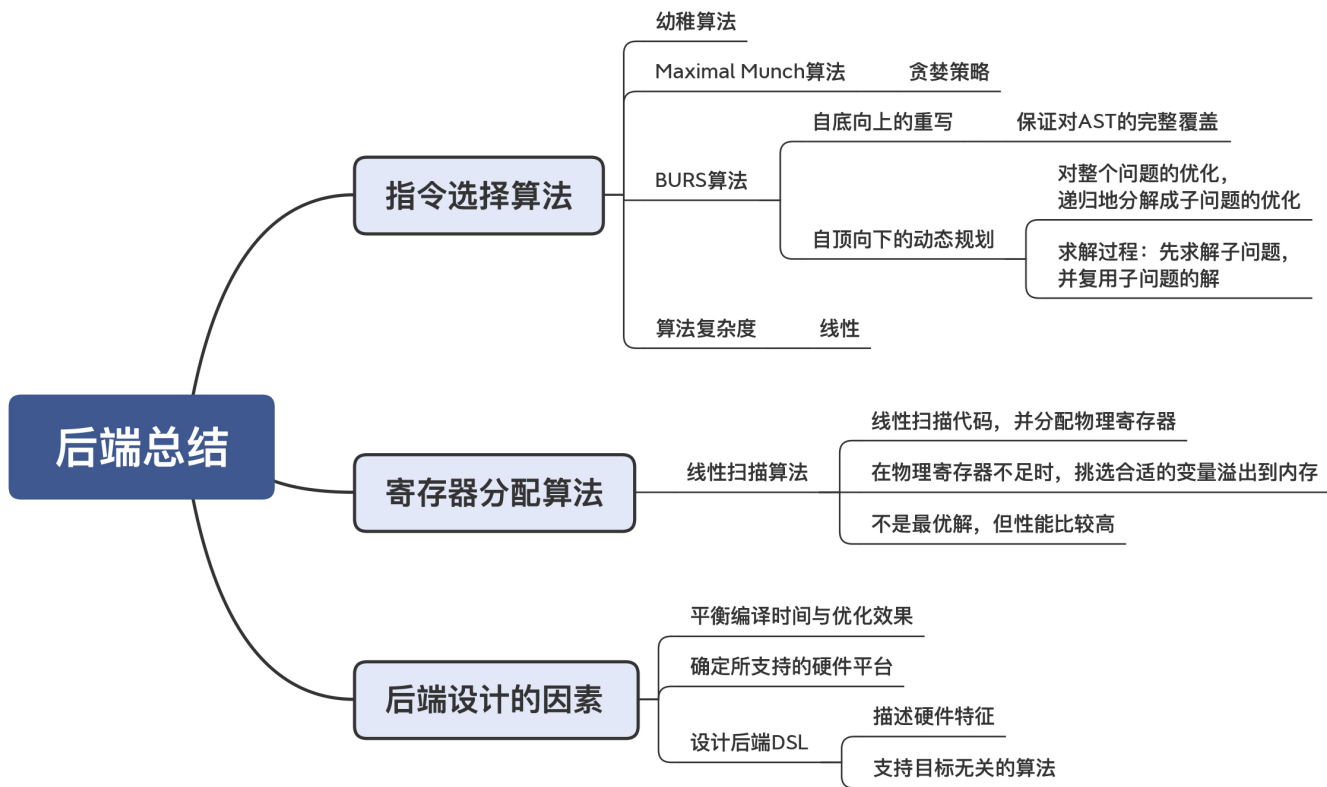 后端总结
指令选择算法
幼稚算法
Maximal Munch算法
贪婪策略
BURS算法
自底向上的重写
保证对AST的完整覆盖
自顶向下的动态规划
对整个问题的优化，
递归地分解成子问题的优化
求解过程：先求解子问题，
并复用子问题的解
算法复杂度
线性
寄存器分配算法
线性扫描算法
线性扫描代码，并分配物理寄存器
在物理寄存器不足时，挑选合适的变量溢出到内存
不是最优解，但性能比较高
后端设计的因素
平衡编译时间与优化效果
确定所支持的硬件平台
设计后端DSL
描述硬件特征
支持目标无关的算法